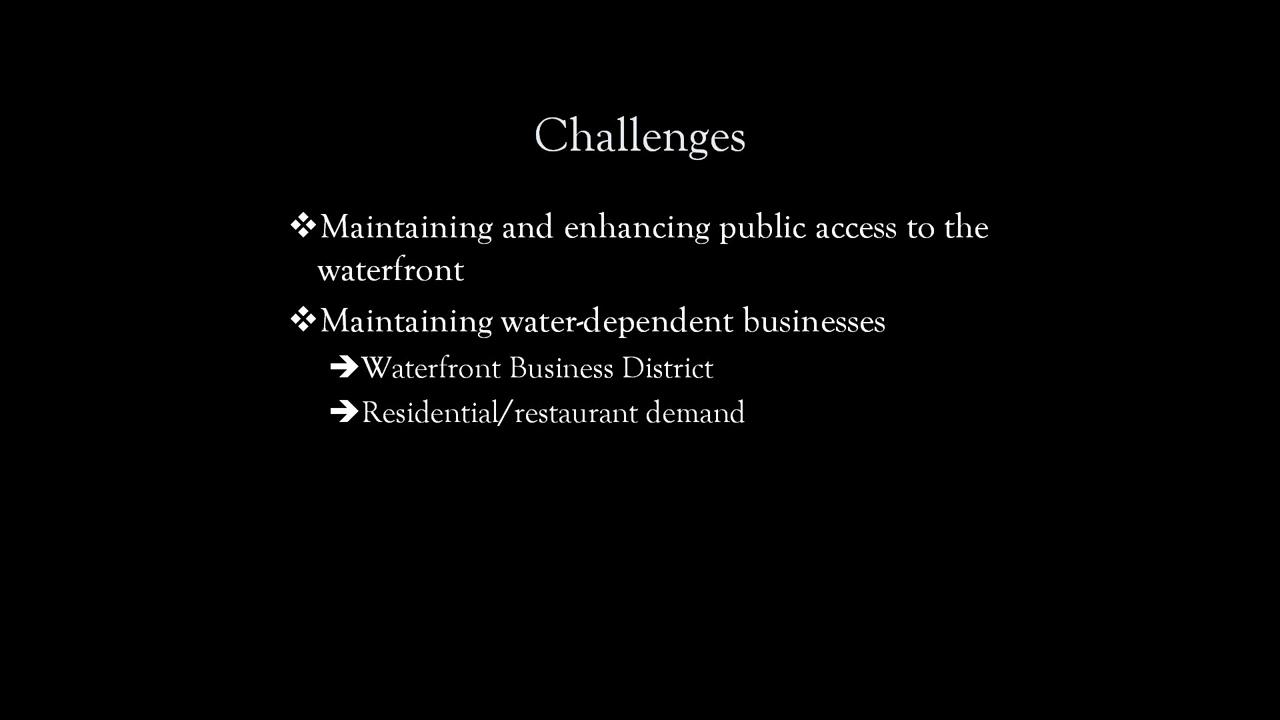 Challenges
❖Maintaining and enhancing public access to the
waterfront
❖Maintaining water-dependent businesses
➔Waterfront Business District
➔Residential/restaurant demand